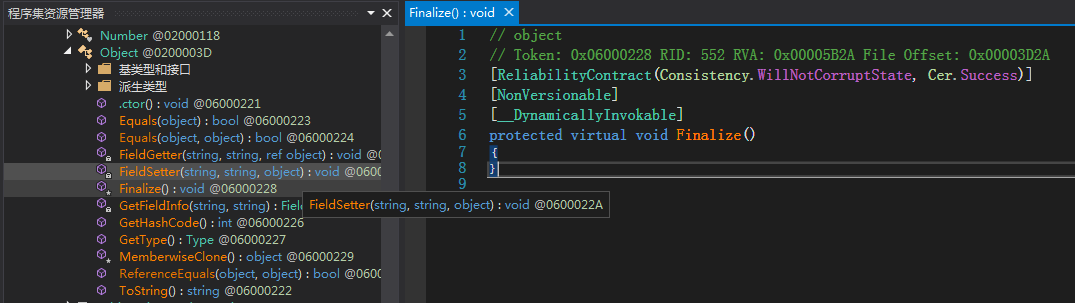 程序集资源管理器
Number @02000118
Object @0200003D
基类型和接口
派生类型
.ctor() : void @06000221
Equals(object) : bool @06000223
Equals(object, object) : bool @06000224
FieldGetter(string, string, ref object) : void @0
FieldSetter(string, string, object) : void @0600
Finalize() : void @06000228
GetFieldInfo(string, string) : Field
GetHashCode() : int @06000226
GetType() : Type @06000227
MemberwiseClone() : object @06000229
ReferenceEquals(object, object) : bool @0600
ToString() : string @06000222
FieldSetter(string, string, object) : void @0600022A
Finalize() : void
1 // object
2 // Token: 0x06000228 RID: 552 RVA: 0x00005B2A File Offset: 0x00003D2A
3 [ReliabilityContract(Consistency.WillNotCorruptState, Cer.Success)]
4 [NonVersionable]
5 [__DynamicallyInvokable]
6 protected virtual void Finalize()
7 {
8 }
9